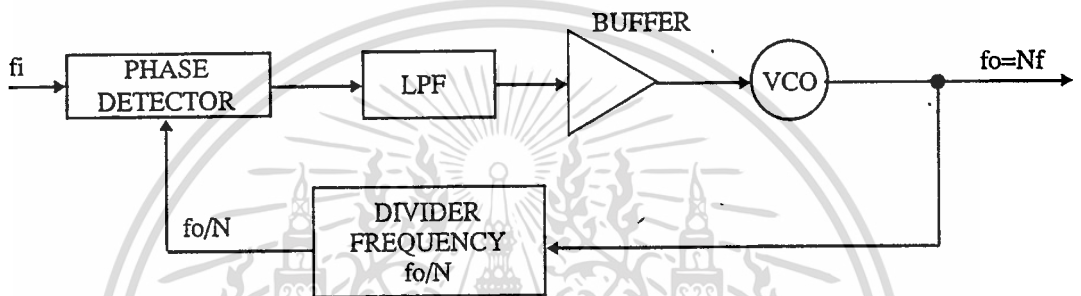 BUFFER
fi
PHASE
DETECTOR
LPF
VCO
fo=Nf
fo/N
DIVIDER
FREQUENCY
fo/N